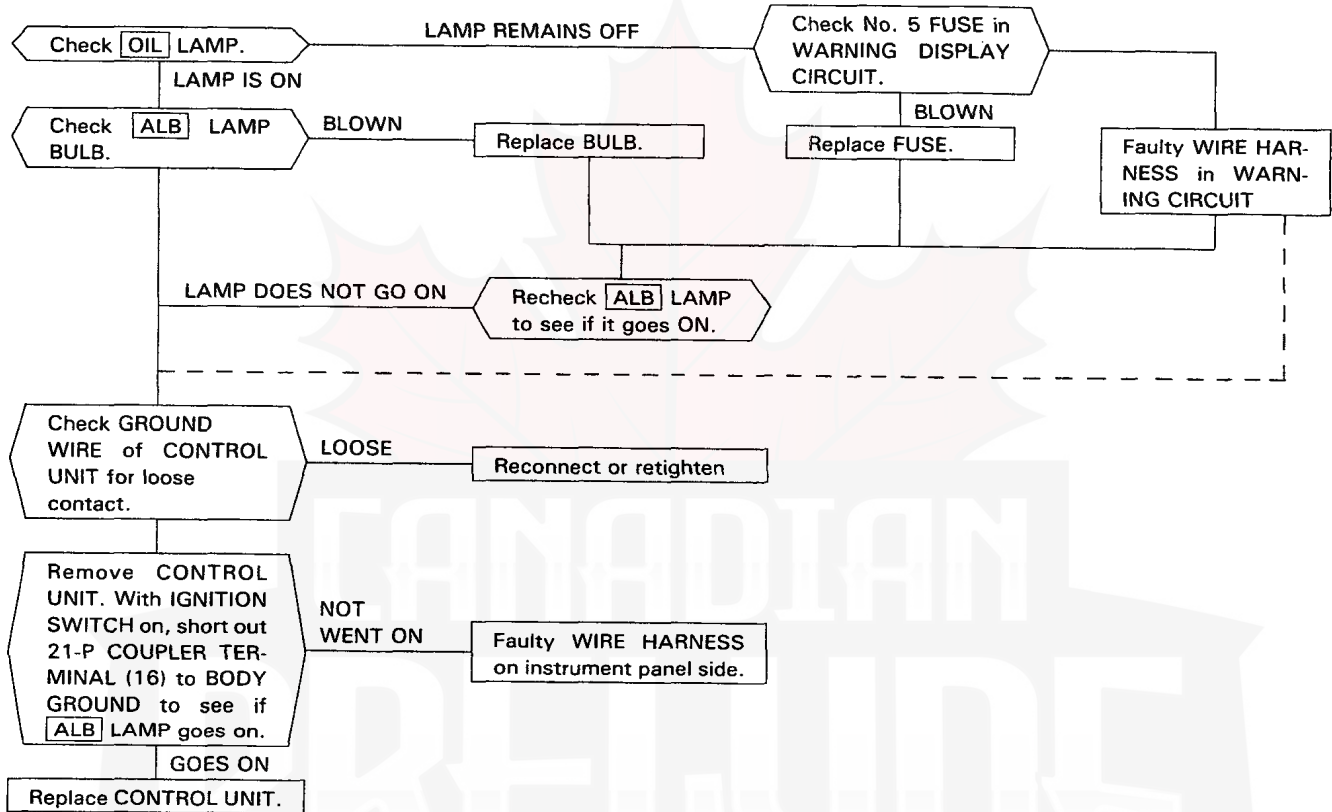 Check OIL LAMP.
LAMP REMAINS OFF
Check No. 5 FUSE in
WARNING DISPLAY
CIRCUIT.
LAMP IS ON
BLOWN
Check ALB LAMP
BULB.
BLOWN
Replace BULB.
Replace FUSE.
Faulty WIRE HAR-
NESS in WARN-
ING CIRCUIT
LAMP DOES NOT GO ON
Recheck ALB LAMP
to see if it goes ON.
Check GROUND
WIRE of CONTROL
UNIT for loose
contact.
LOOSE
Reconnect or retighten
Remove CONTROL
UNIT. With IGNITION
SWITCH on, short out
21-P COUPLER TER-
MINAL (16) to BODY
GROUND to see if
ALB LAMP goes on.
NOT
WENT ON
Faulty WIRE HARNESS
on instrument panel side.
GOES ON
Replace CONTROL UNIT.
CANADIAN
PRELUDE